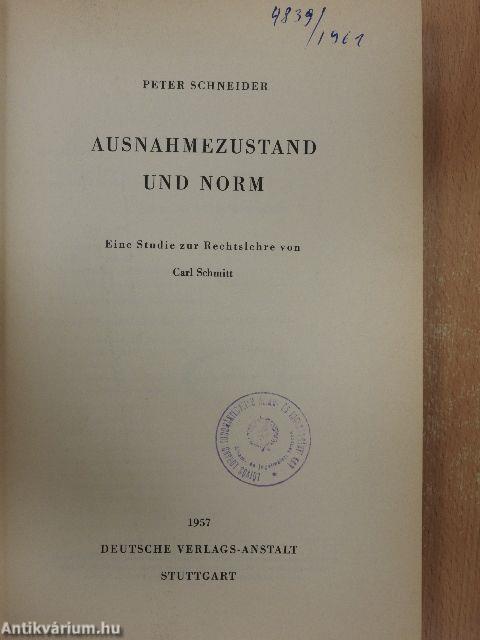 4839/1961
PETER SCHNEIDER
AUSNAHMEZUSTAND
UND NORM
Eine Studie zur Rechtslehre von
Carl Schmitt
1957
DEUTSCHE VERLAGS-ANSTALT
STUTTGART
Antikvárium.hu